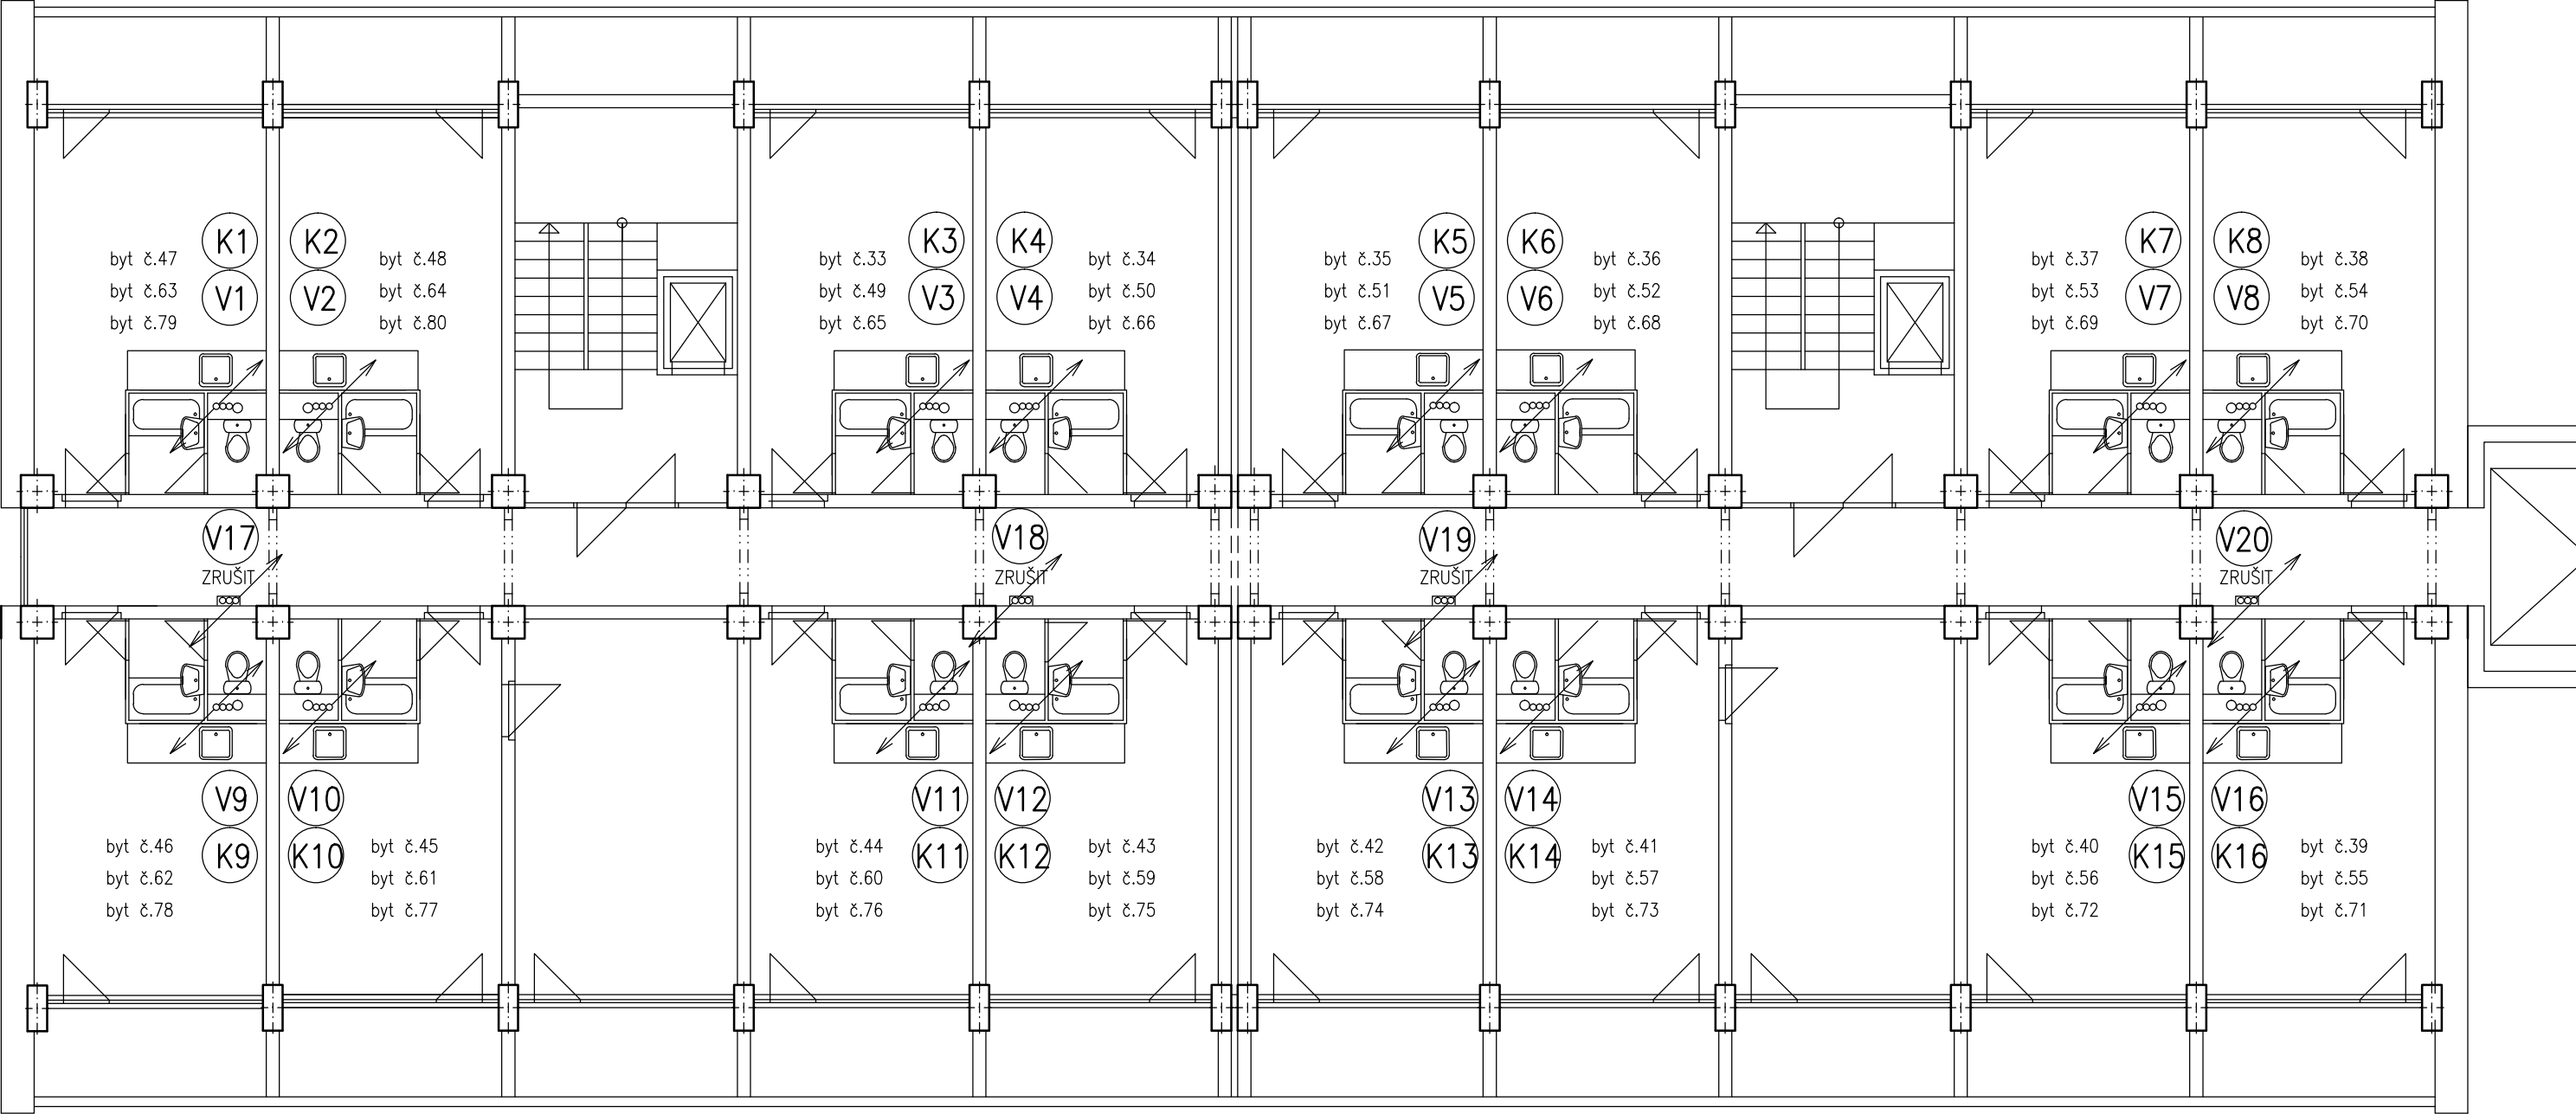 K1
V1
byt č.47
byt č.63
byt č.79
K2
V2
byt č.48
byt č.64
byt č.80
byt č.33
byt č.49
byt č.65
K3
V3
K4
V4
byt č.34
byt č.50
byt č.66
byt č.35
byt č.51
byt č.67
K5
V5
K6
V6
byt č.36
byt č.52
byt č.68
byt č.37
byt č.53
byt č.69
K7
V7
K8
V8
byt č.38
byt č.54
byt č.70
V17
ZRUŠIT
V18
ZRUŠIT
V19
ZRUŠIT
V20
ZRUŠIT
V9
K9
byt č.46
byt č.62
byt č.78
V10
K10
byt č.45
byt č.61
byt č.77
byt č.44
byt č.60
byt č.76
V11
K11
V12
K12
byt č.43
byt č.59
byt č.75
byt č.42
byt č.58
byt č.74
V13
K13
V14
K14
byt č.41
byt č.57
byt č.73
byt č.40
byt č.56
byt č.72
V15
K15
V16
K16
byt č.39
byt č.55
byt č.71